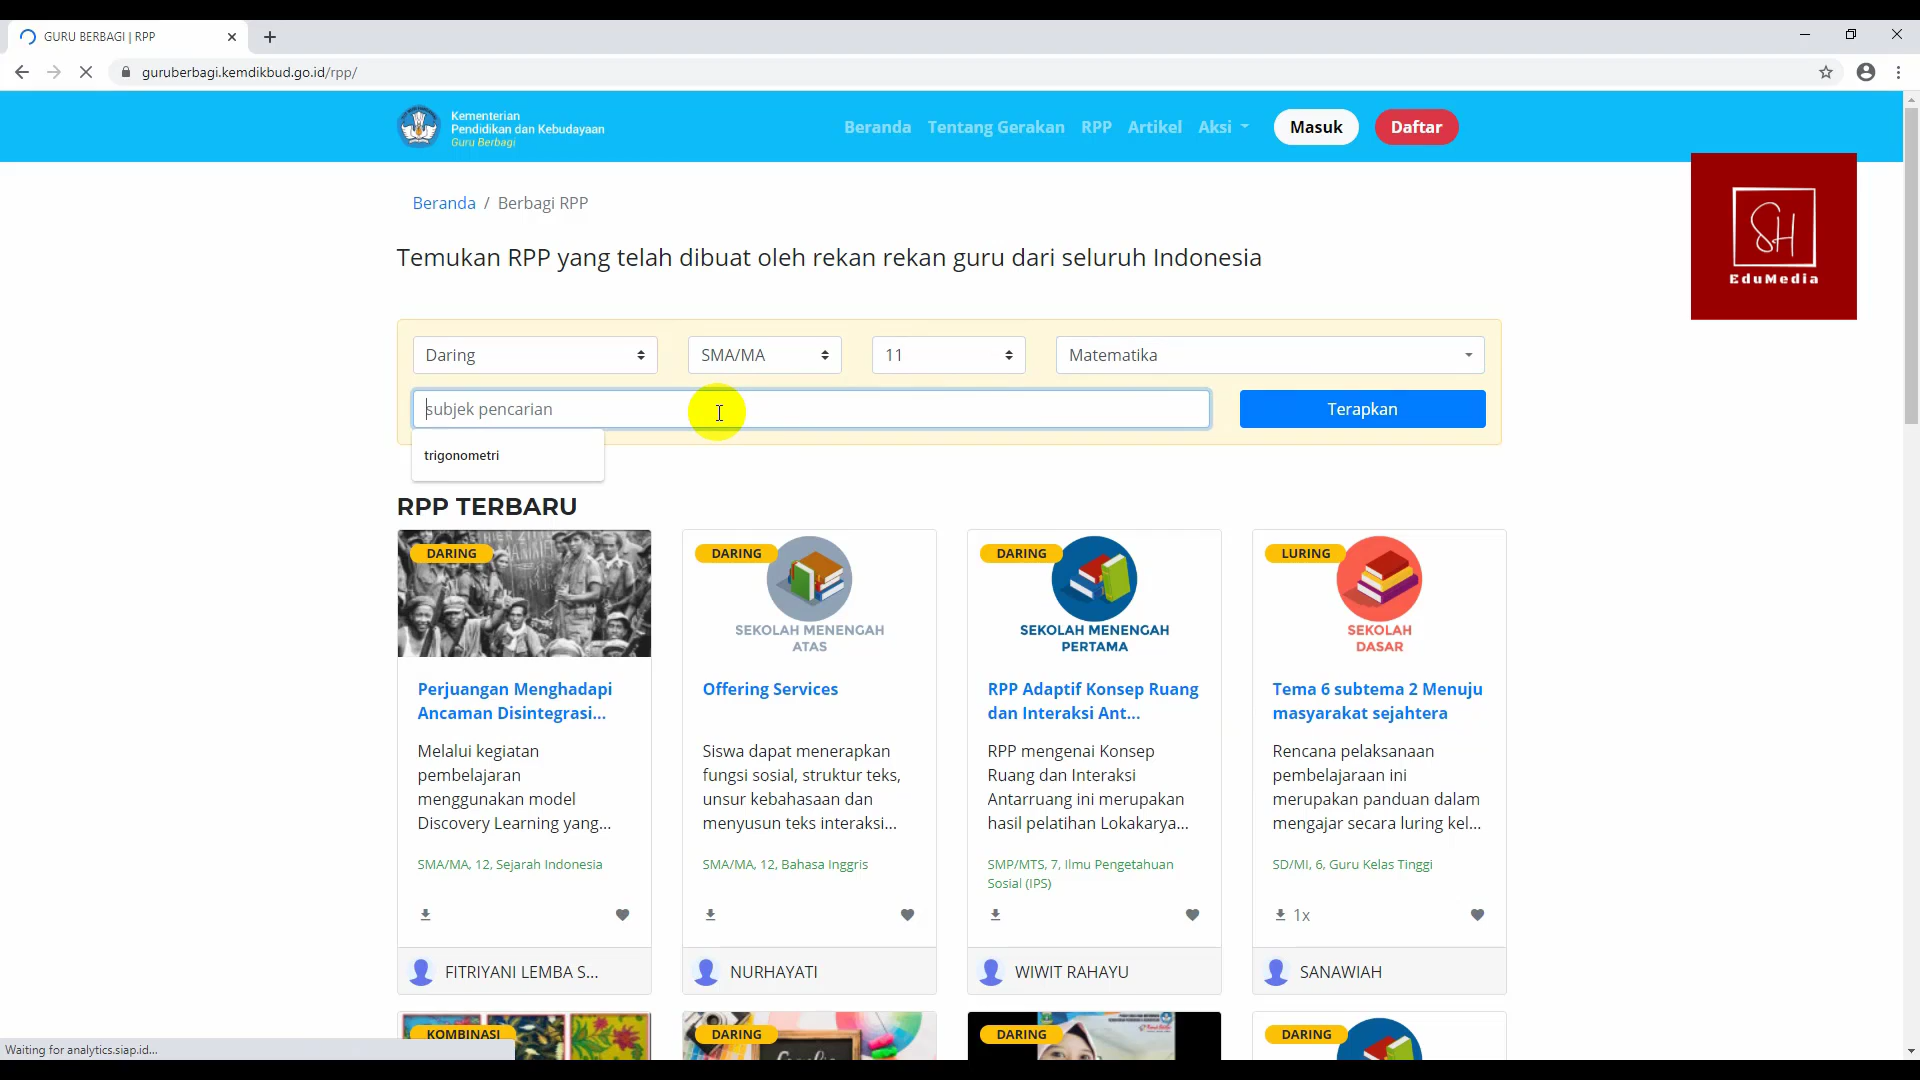 GURU BERBAGI | RPP
guruberbagi.kemdikbud.go.id/rpp/
Kementerian
Pendidikan dan Kebudayaan
Guru Berbagi
Beranda Tentang Gerakan RPP Artikel Aksi Masuk Daftar
SH
EduMedia
Beranda / Berbagi RPP
Temukan RPP yang telah dibuat oleh rekan rekan guru dari seluruh Indonesia
Daring SMA/MA 11 Matematika
subjek pencarian Terapkan
trigonometri
RPP TERBARU
DARING
Perjuangan Menghadapi
Ancaman Disintegrasi...
Melalui kegiatan
pembelajaran
menggunakan model
Discovery Learning yang...
SMA/MA, 12, Sejarah Indonesia
FITRIYANI LEMBA S...
DARING
SEKOLAH MENENGAH
ATAS
Offering Services
Siswa dapat menerapkan
fungsi sosial, struktur teks,
unsur kebahasaan dan
menyusun teks interaksi...
SMA/MA, 12, Bahasa Inggris
NURHAYATI
DARING
SEKOLAH MENENGAH
PERTAMA
RPP Adaptif Konsep Ruang
dan Interaksi Ant...
RPP mengenai Konsep
Ruang dan Interaksi
Antarruang ini merupakan
hasil pelatihan Lokakarya...
SMP/MTS, 7, Ilmu Pengetahuan
Sosial (IPS)
WIWIT RAHAYU
LURING
SEKOLAH
DASAR
Tema 6 subtema 2 Menuju
masyarakat sejahtera
Rencana pelaksanaan
pembelajaraan ini
merupakan panduan dalam
mengajar secara luring kel...
SD/MI, 6, Guru Kelas Tinggi
1x
SANAWIAH
KOMBINASI
DARING
DARING
DARING
Waiting for analytics.siap.id...